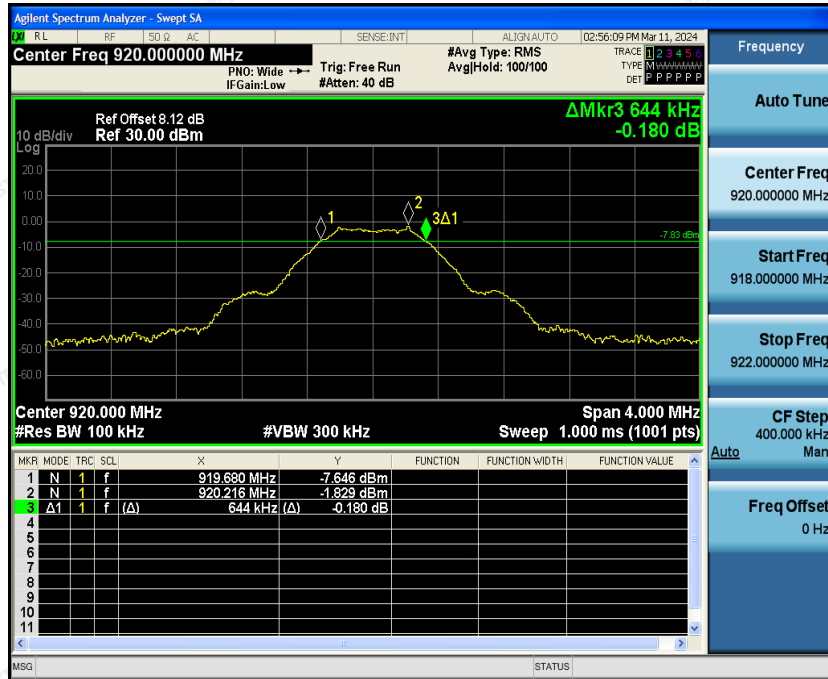 Agilent Spectrum Analyzer - Swept SA
LXI RL RF 50 Ω AC SENSE:INT ALIGN AUTO 02:56:09 PM Mar 11, 2024
Center Freq 920.000000 MHz
PNO: Wide
IFGain:Low
Trig: Free Run
#Atten: 40 dB
#Avg Type: RMS
Avg|Hold: 100/100
TRACE 1 2 3 4 5 6
TYPE M
DET P P P P P P
Frequency
Auto Tune
Center Freq
920.000000 MHz
Start Freq
918.000000 MHz
Stop Freq
922.000000 MHz
CF Step
400.000 kHz
Auto Man
Freq Offset
0 Hz
ΔMkr3 644 kHz
-0.180 dB
Ref Offset 8.12 dB
10 dB/div Ref 30.00 dBm
Log
20.0
10.0
0.00
-10.0
-20.0
-30.0
-40.0
-50.0
-60.0
1
2
3Δ1
-7.83 dBm
Center 920.000 MHz Span 4.000 MHz
#Res BW 100 kHz #VBW 300 kHz Sweep 1.000 ms (1001 pts)
MKR MODE TRC SCL X Y FUNCTION FUNCTION WIDTH FUNCTION VALUE
1 N 1 f 919.680 MHz -7.646 dBm
2 N 1 f 920.216 MHz -1.829 dBm
3 Δ1 1 f (Δ) 644 kHz (Δ) -0.180 dB
4
5
6
7
8
9
10
11
MSG STATUS